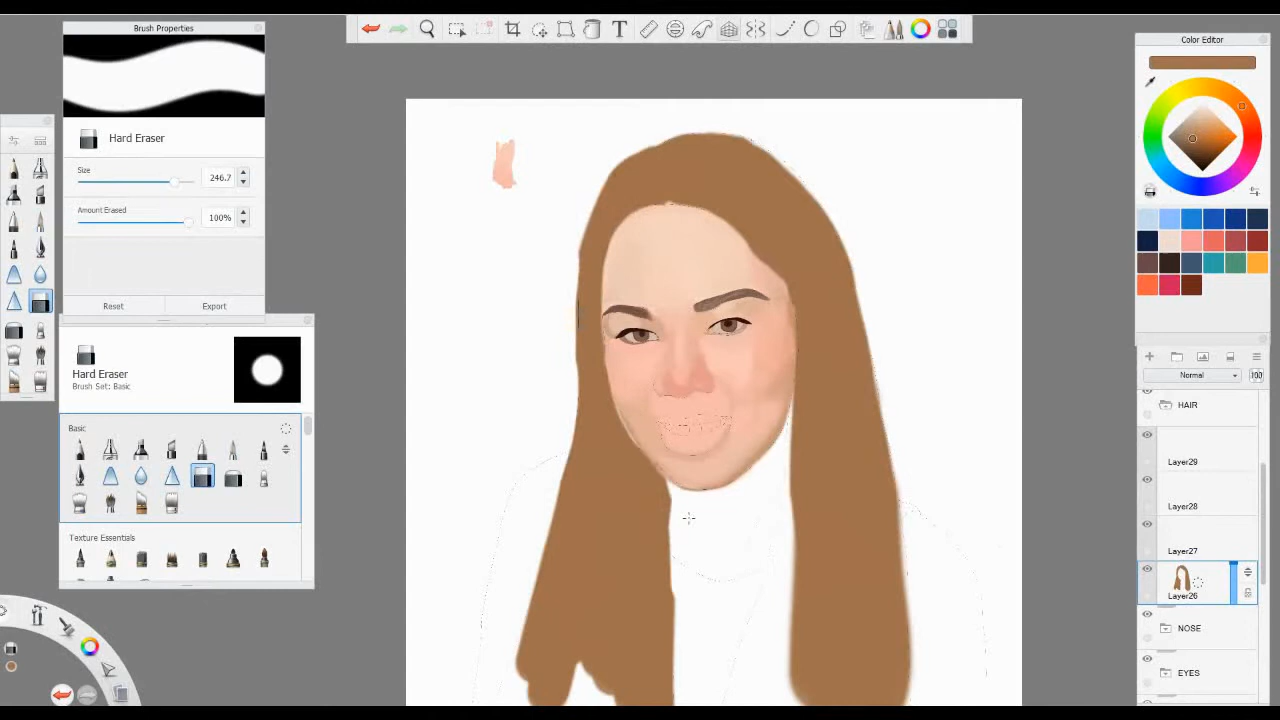 Brush Properties
Hard Eraser
Size
246.7
Amount Erased
100%
Reset
Export
Hard Eraser
Brush Set: Basic
Basic
Texture Essentials
T
Color Editor
Normal
100
HAIR
Layer29
Layer28
Layer27
Layer26
NOSE
EYES